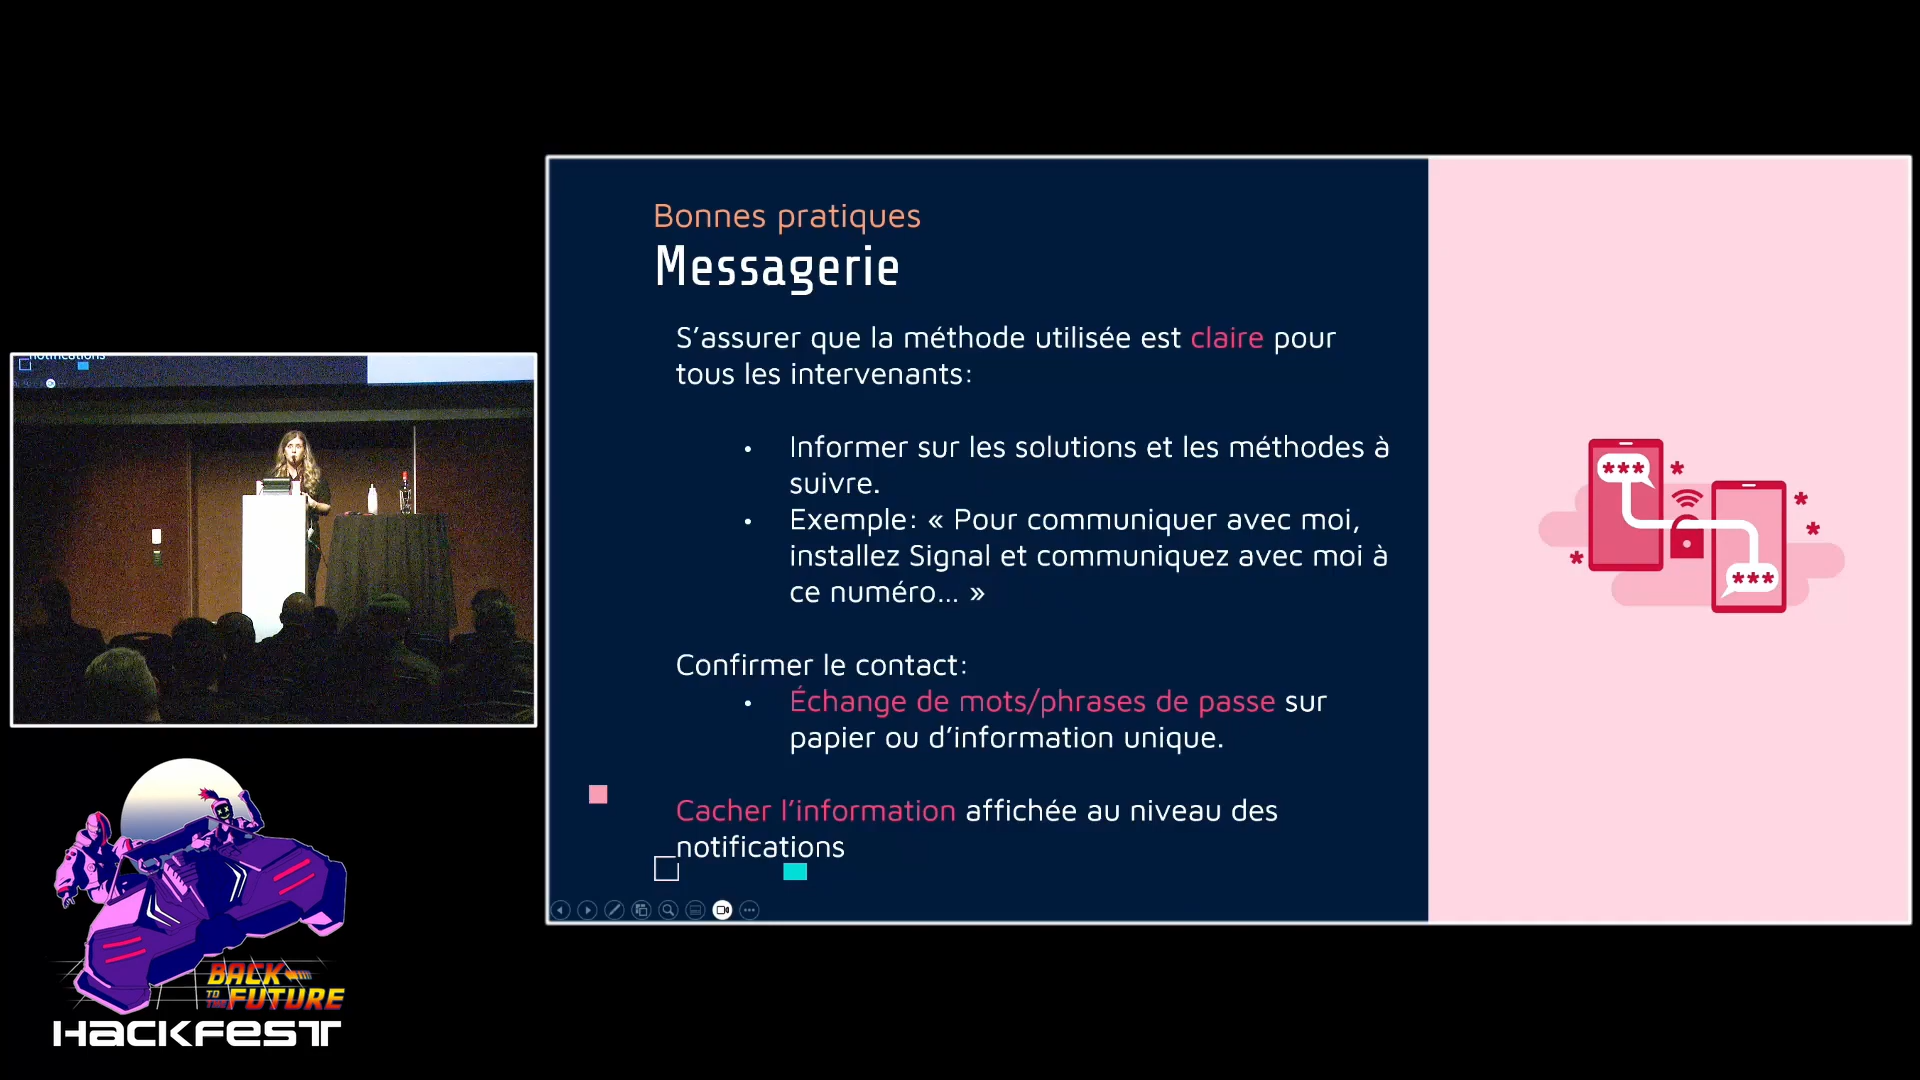 Bonnes pratiques
Messagerie
S’assurer que la méthode utilisée est claire pour
tous les intervenants:
• Informer sur les solutions et les méthodes à
suivre.
• Exemple: « Pour communiquer avec moi,
installez Signal et communiquez avec moi à
ce numéro... »
Confirmer le contact:
• Échange de mots/phrases de passe sur
papier ou d’information unique.
Cacher l’information affichée au niveau des
notifications
notifications
BACK
TO THE FUTURE
HACKFEST